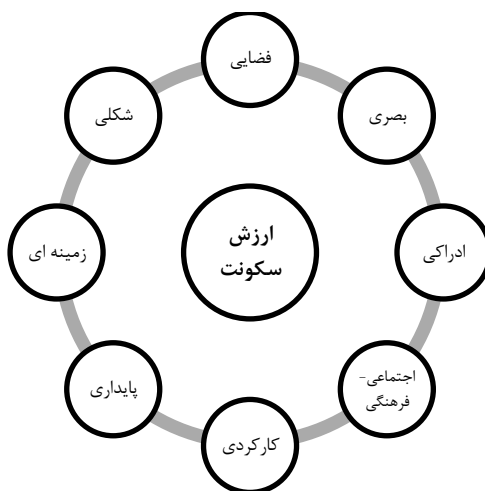 فضایی
بصری
ادراکی
اجتماعی-
فرهنگی
کارکردی
پایداری
زمینه ای
شکلی
ارزش
سکونت